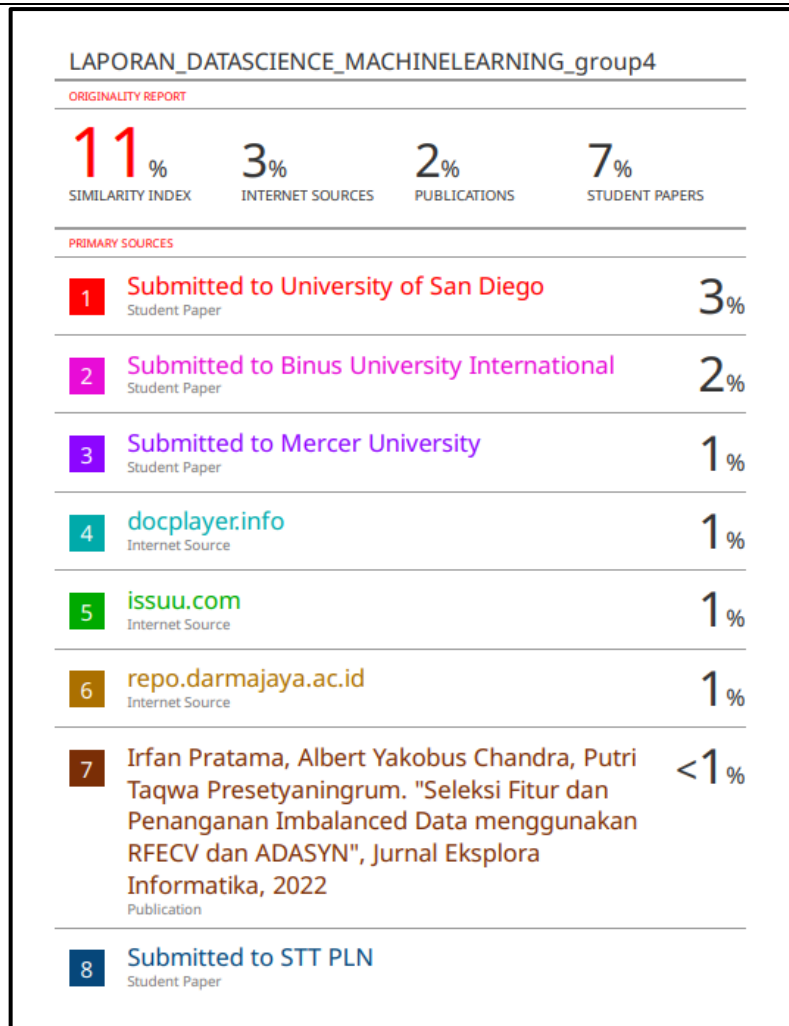 LAPORAN_DATASCIENCE_MACHINELEARNING_group4
ORIGINALITY REPORT
11% 3% 2% 7%
SIMILARITY INDEX INTERNET SOURCES PUBLICATIONS STUDENT PAPERS
PRIMARY SOURCES
1 Submitted to University of San Diego 3%
Student Paper
2 Submitted to Binus University International 2%
Student Paper
3 Submitted to Mercer University 1%
Student Paper
4 docplayer.info 1%
Internet Source
5 issuu.com 1%
Internet Source
6 repo.darmajaya.ac.id 1%
Internet Source
7 Irfan Pratama, Albert Yakobus Chandra, Putri <1%
Taqwa Presetyaningrum. "Seleksi Fitur dan
Penanganan Imbalanced Data menggunakan
RFECV dan ADASYN", Jurnal Eksplora
Informatika, 2022
Publication
8 Submitted to STT PLN
Student Paper